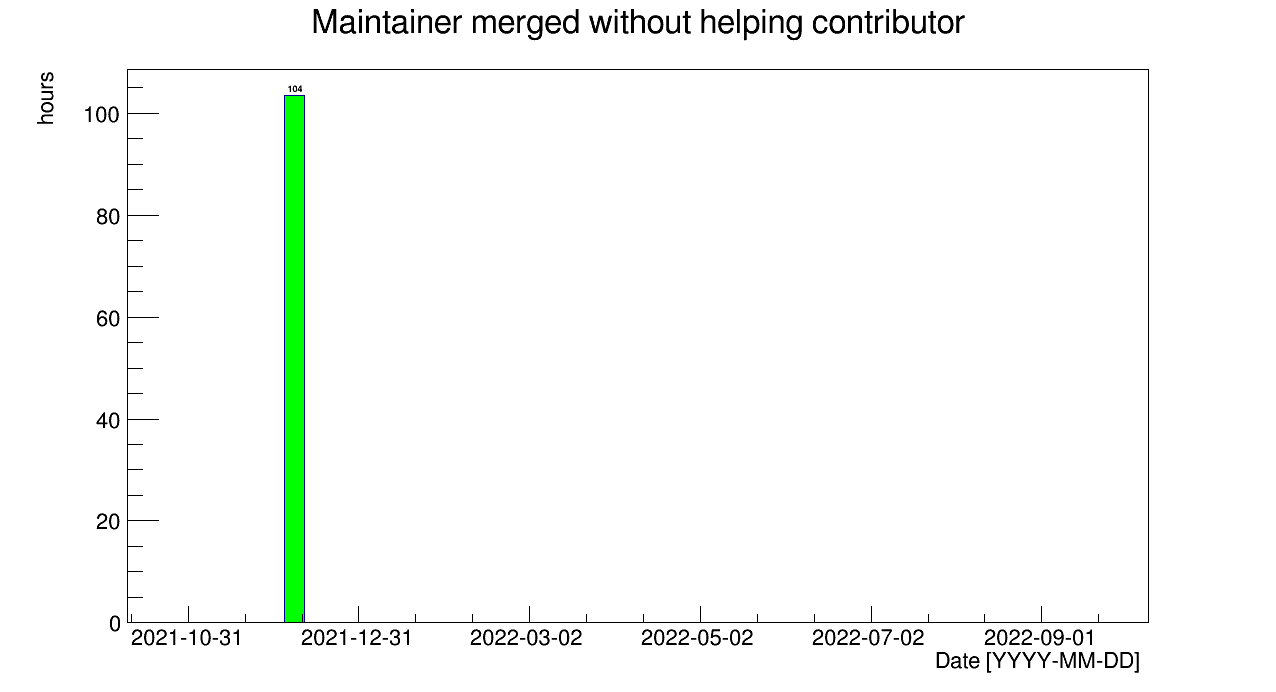 Maintainer merged without helping contributor
hours
104
100
80
60
40
20
0
2021-10-31 2021-12-31 2022-03-02 2022-05-02 2022-07-02 2022-09-01
Date [YYYY-MM-DD]